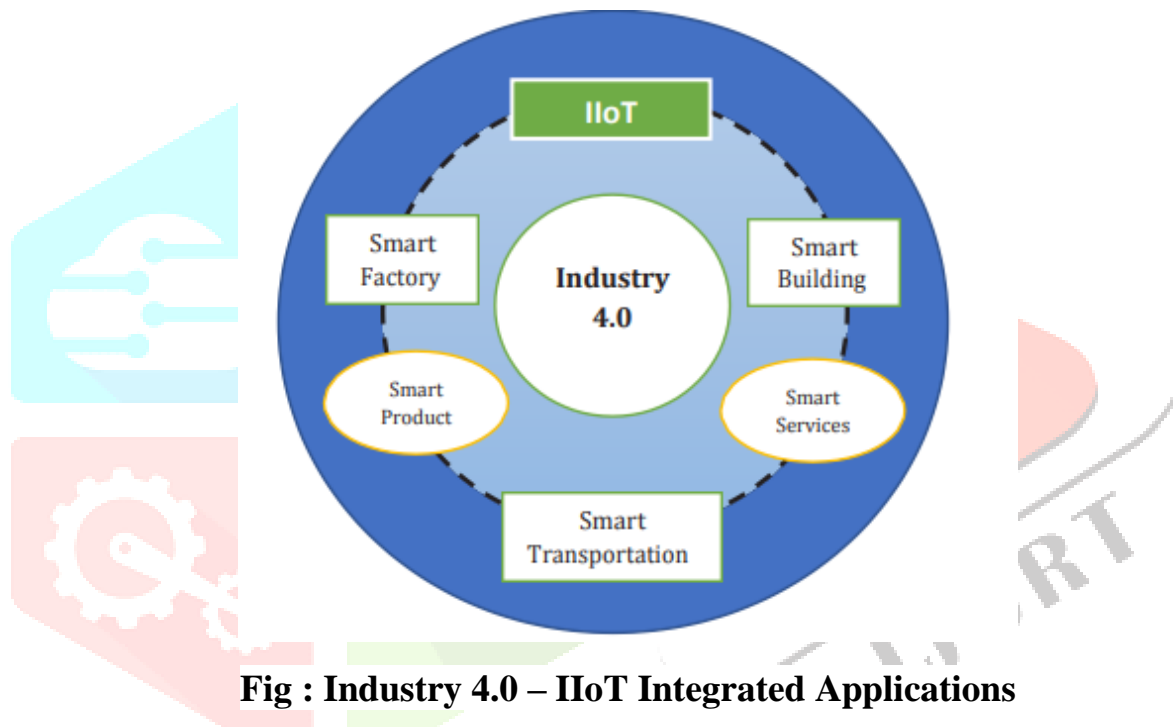 IIoT
Smart
Factory
Industry
4.0
Smart
Building
Smart
Product
Smart
Services
Smart
Transportation
Fig : Industry 4.0 – IIoT Integrated Applications